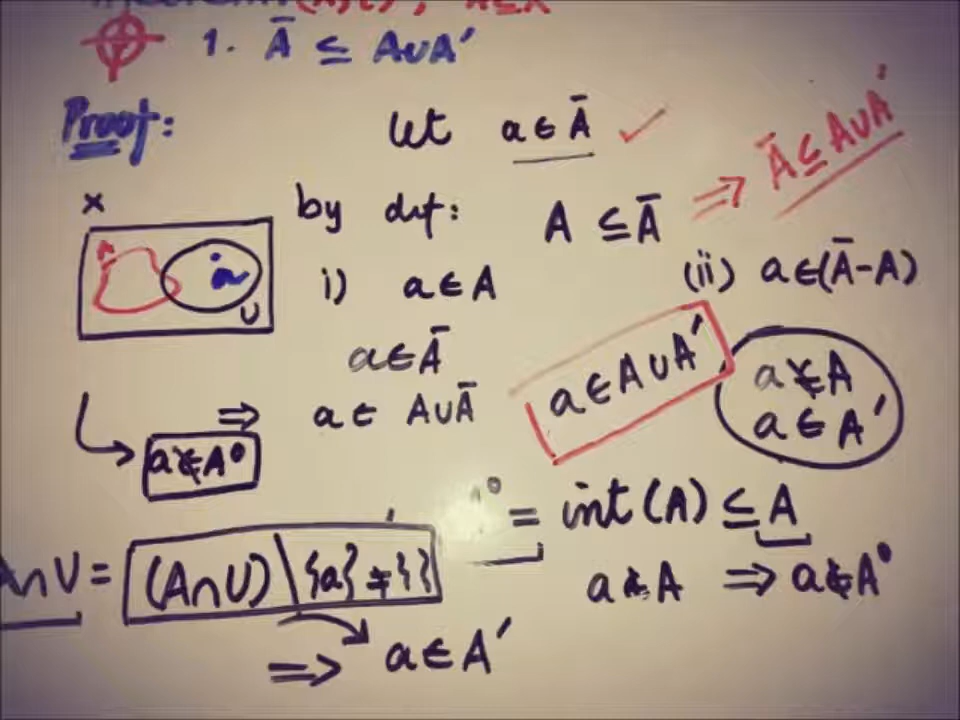 1. Ā ⊆ A∪A′
Proof:
Let a ∈ Ā ✓
by def: A ⊆ Ā ⇒ Ā ⊆ A∪A′
X
A
a
U
i) a ∈ A
a ∈ Ā
⇒ a ∈ A∪Ā
(ii) a ∈ (Ā−A)
a ∉ A
a ∈ A′
a ∈ A∪A′
a ∉ A°
° = int(A) ⊆ A
a ∉ A ⇒ a ∉ A°
A∩U = (A∩U) \ {a} ≠ { }
⇒ a ∈ A′